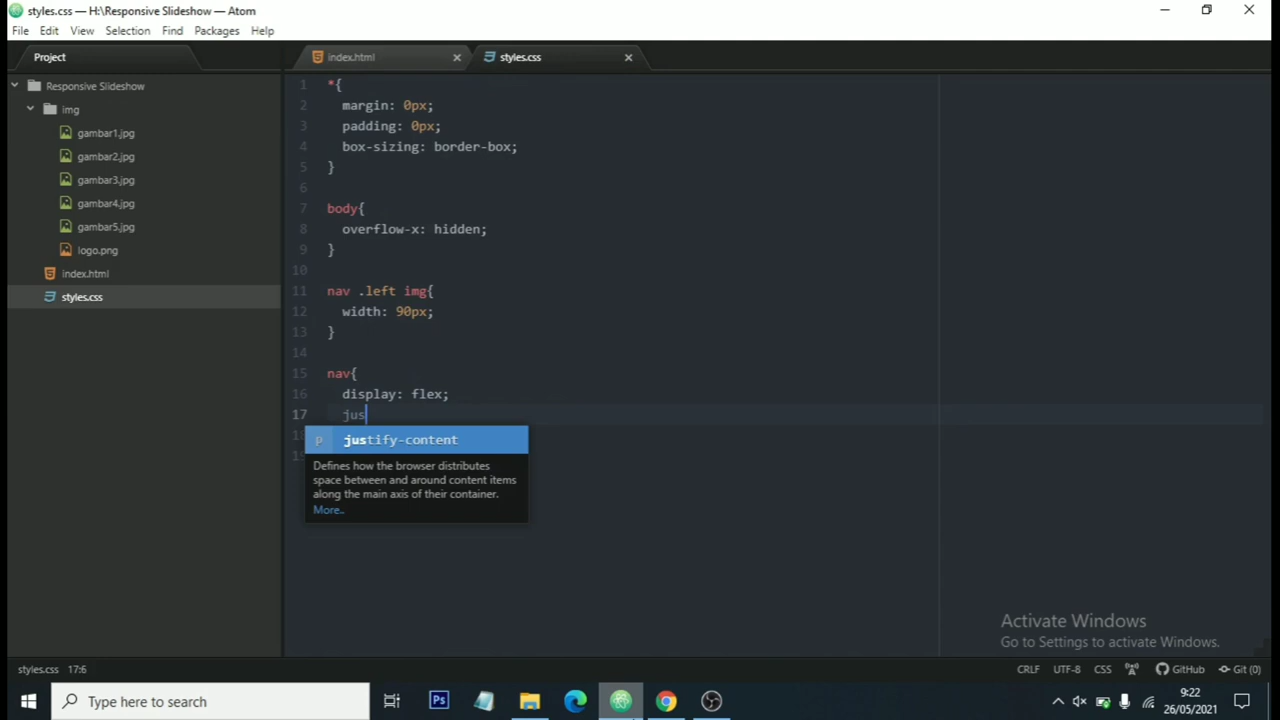 styles.css — H:\Responsive Slideshow — Atom
File Edit View Selection Find Packages Help
Project
index.html
styles.css
Responsive Slideshow
img
gambar1.jpg
gambar2.jpg
gambar3.jpg
gambar4.jpg
gambar5.jpg
logo.png
index.html
styles.css
1 *{
2 margin: 0px;
3 padding: 0px;
4 box-sizing: border-box;
5 }
6
7 body{
8 overflow-x: hidden;
9 }
10
11 nav .left img{
12 width: 90px;
13 }
14
15 nav{
16 display: flex;
17 jus
p justify-content
Defines how the browser distributes
space between and around content items
along the main axis of their container.
More..
Activate Windows
Go to Settings to activate Windows.
styles.css 17:6
CRLF UTF-8 CSS GitHub Git (0)
Type here to search
Ps
9:22
26/05/2021